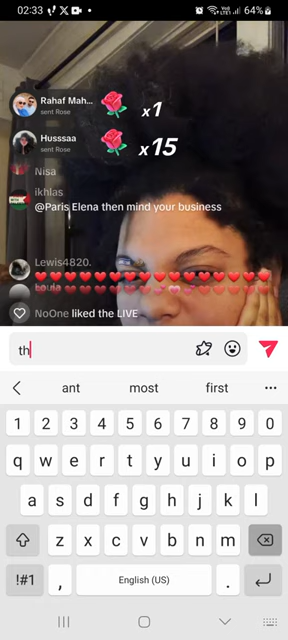 02:33
64%
Rahaf Mah...
sent Rose
x1
Husssaa
sent Rose
x15
Nisa
ikhlas
@Paris Elena then mind your business
Lewis4820.
Loula
NoOne liked the LIVE
th
ant most first
1 2 3 4 5 6 7 8 9 0
q w e r t y u i o p
a s d f g h j k l
z x c v b n m
!#1 , English (US) .